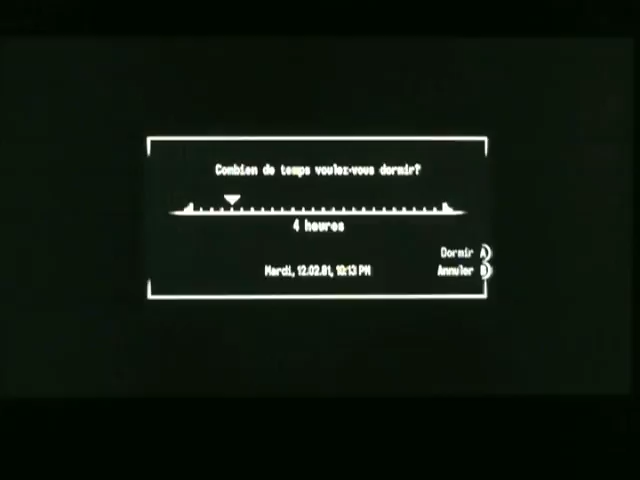 Combien de temps voulez-vous dormir?
4 heures
Dormir A)
Mardi, 12.02.81, 10:13 PM
Annuler B)